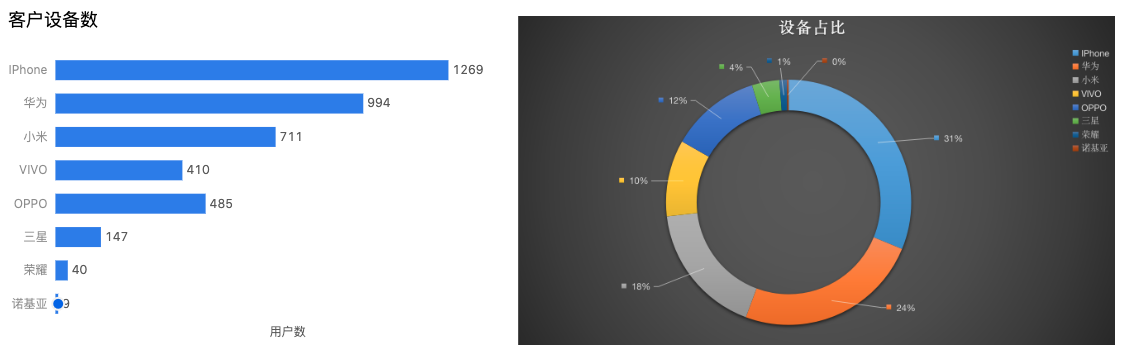 客户设备数
IPhone 1269
华为 994
小米 711
VIVO 410
OPPO 485
三星 147
荣耀 40
诺基亚 9
用户数
设备占比
4%
1%
0%
12%
31%
10%
18%
24%
IPhone
华为
小米
VIVO
OPPO
三星
荣耀
诺基亚